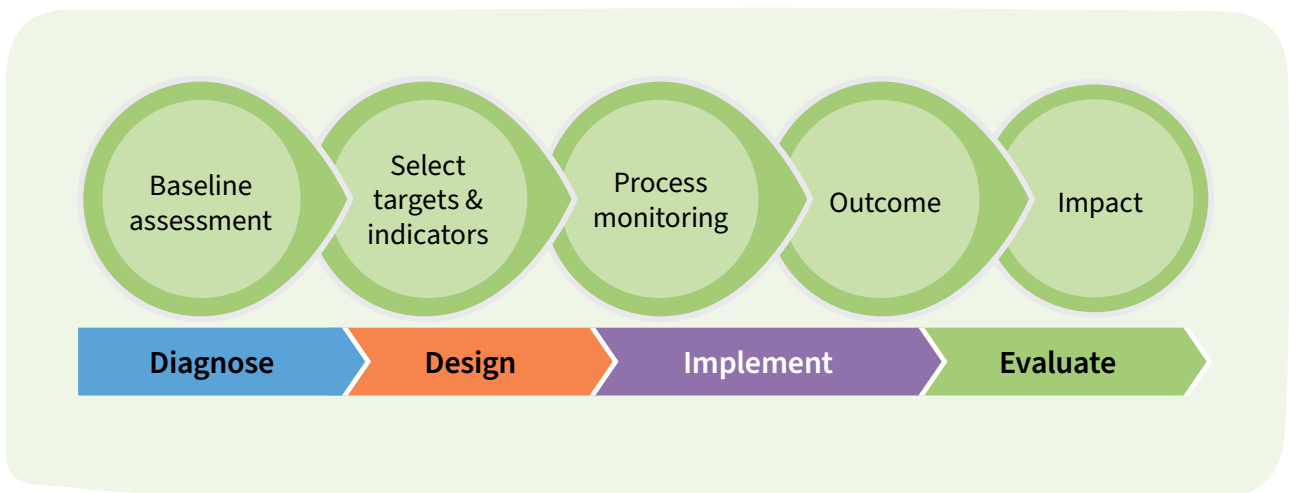 Baseline
assessment
Select
targets &
indicators
Process
monitoring
Outcome
Impact
Diagnose
Design
Implement
Evaluate